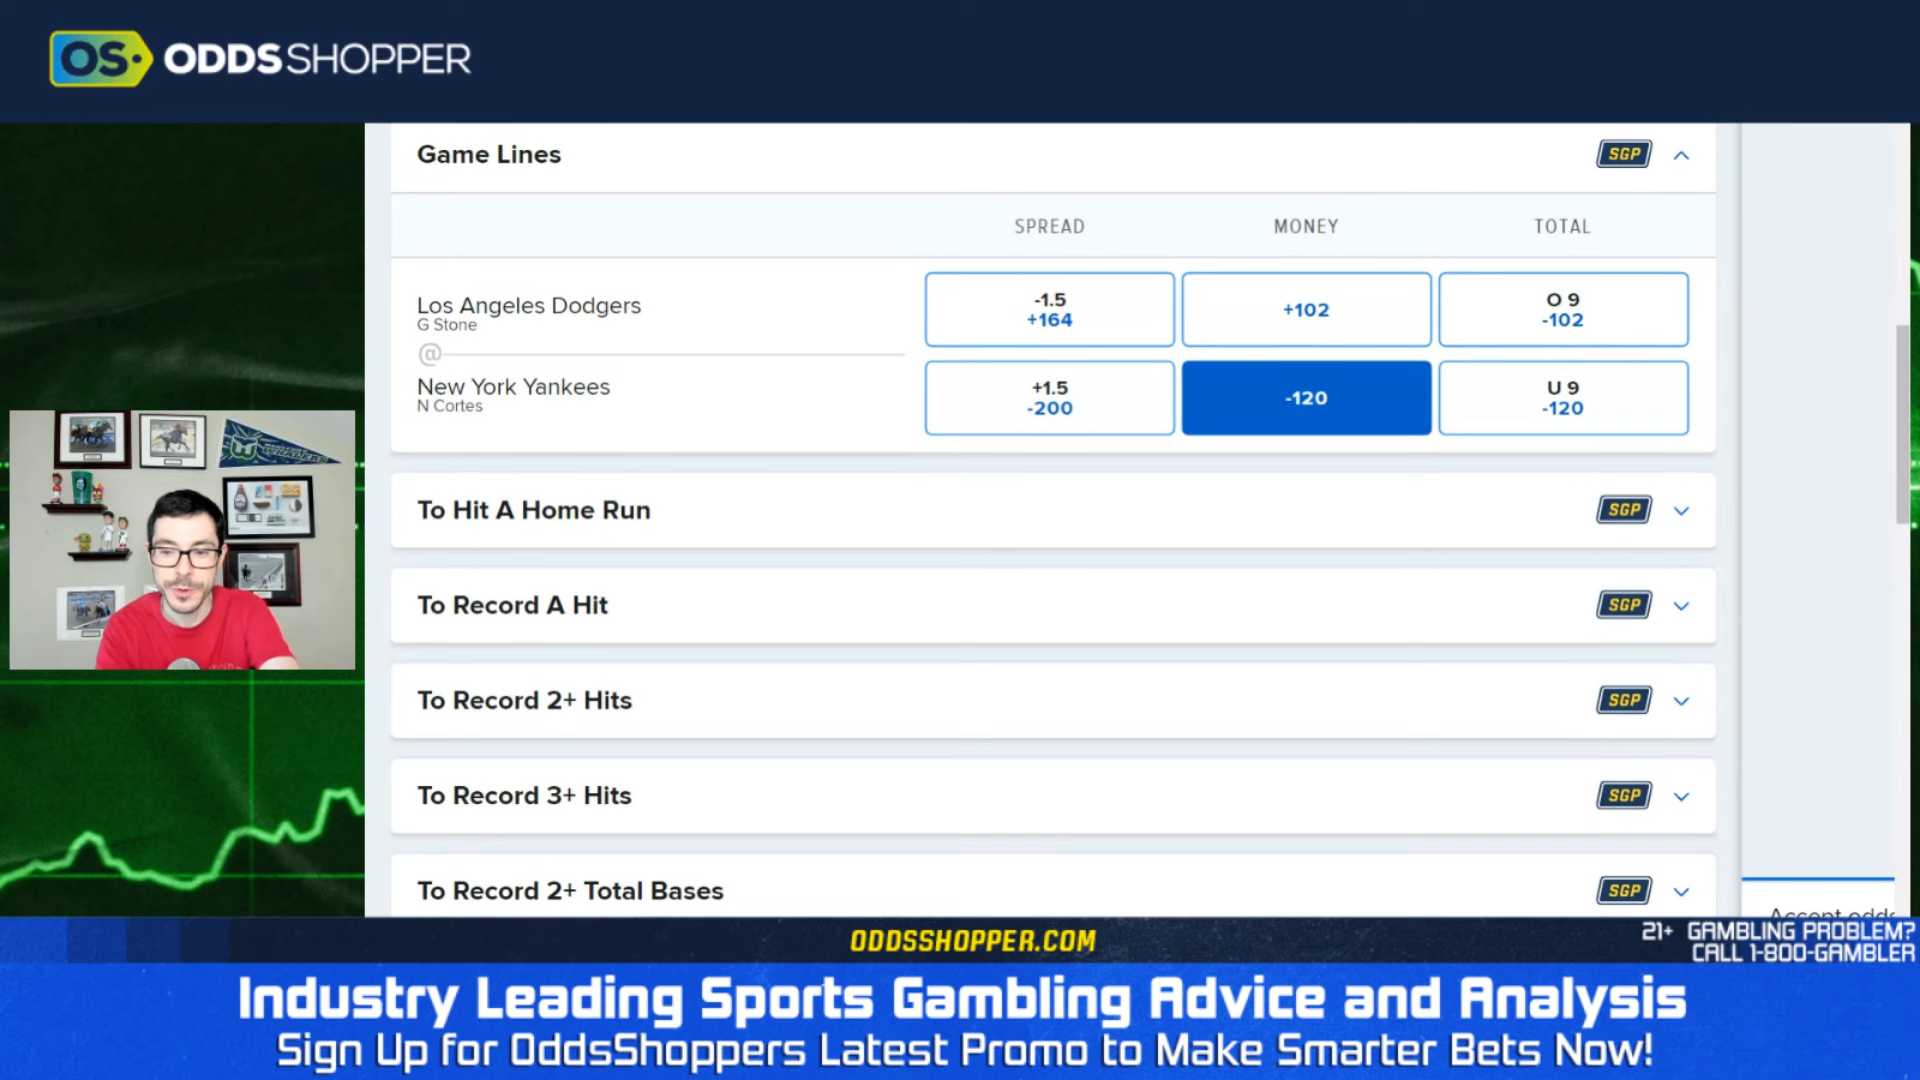 OS ODDSSHOPPER
Game Lines SGP
SPREAD MONEY TOTAL
Los Angeles Dodgers
G Stone
-1.5
+164
+102
O 9
-102
@
New York Yankees
N Cortes
+1.5
-200
-120
U 9
-120
To Hit A Home Run SGP
To Record A Hit SGP
To Record 2+ Hits SGP
To Record 3+ Hits SGP
To Record 2+ Total Bases SGP
Accept odds
ODDSSHOPPER.COM
21+ GAMBLING PROBLEM?
CALL 1-800-GAMBLER
Industry Leading Sports Gambling Advice and Analysis
Sign Up for OddsShoppers Latest Promo to Make Smarter Bets Now!